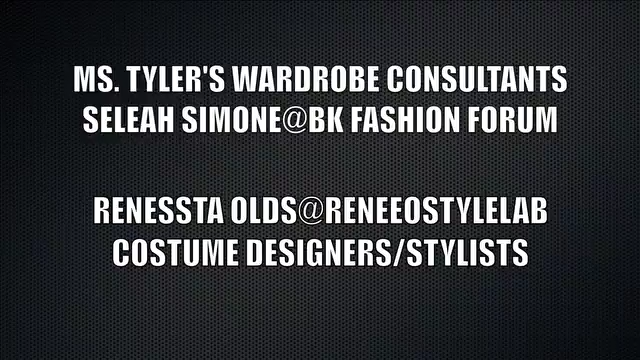 MS. TYLER'S WARDROBE CONSULTANTS
SELEAH SIMONE@BK FASHION FORUM
RENESSTA OLDS@RENEEOSTYLELAB
COSTUME DESIGNERS/STYLISTS